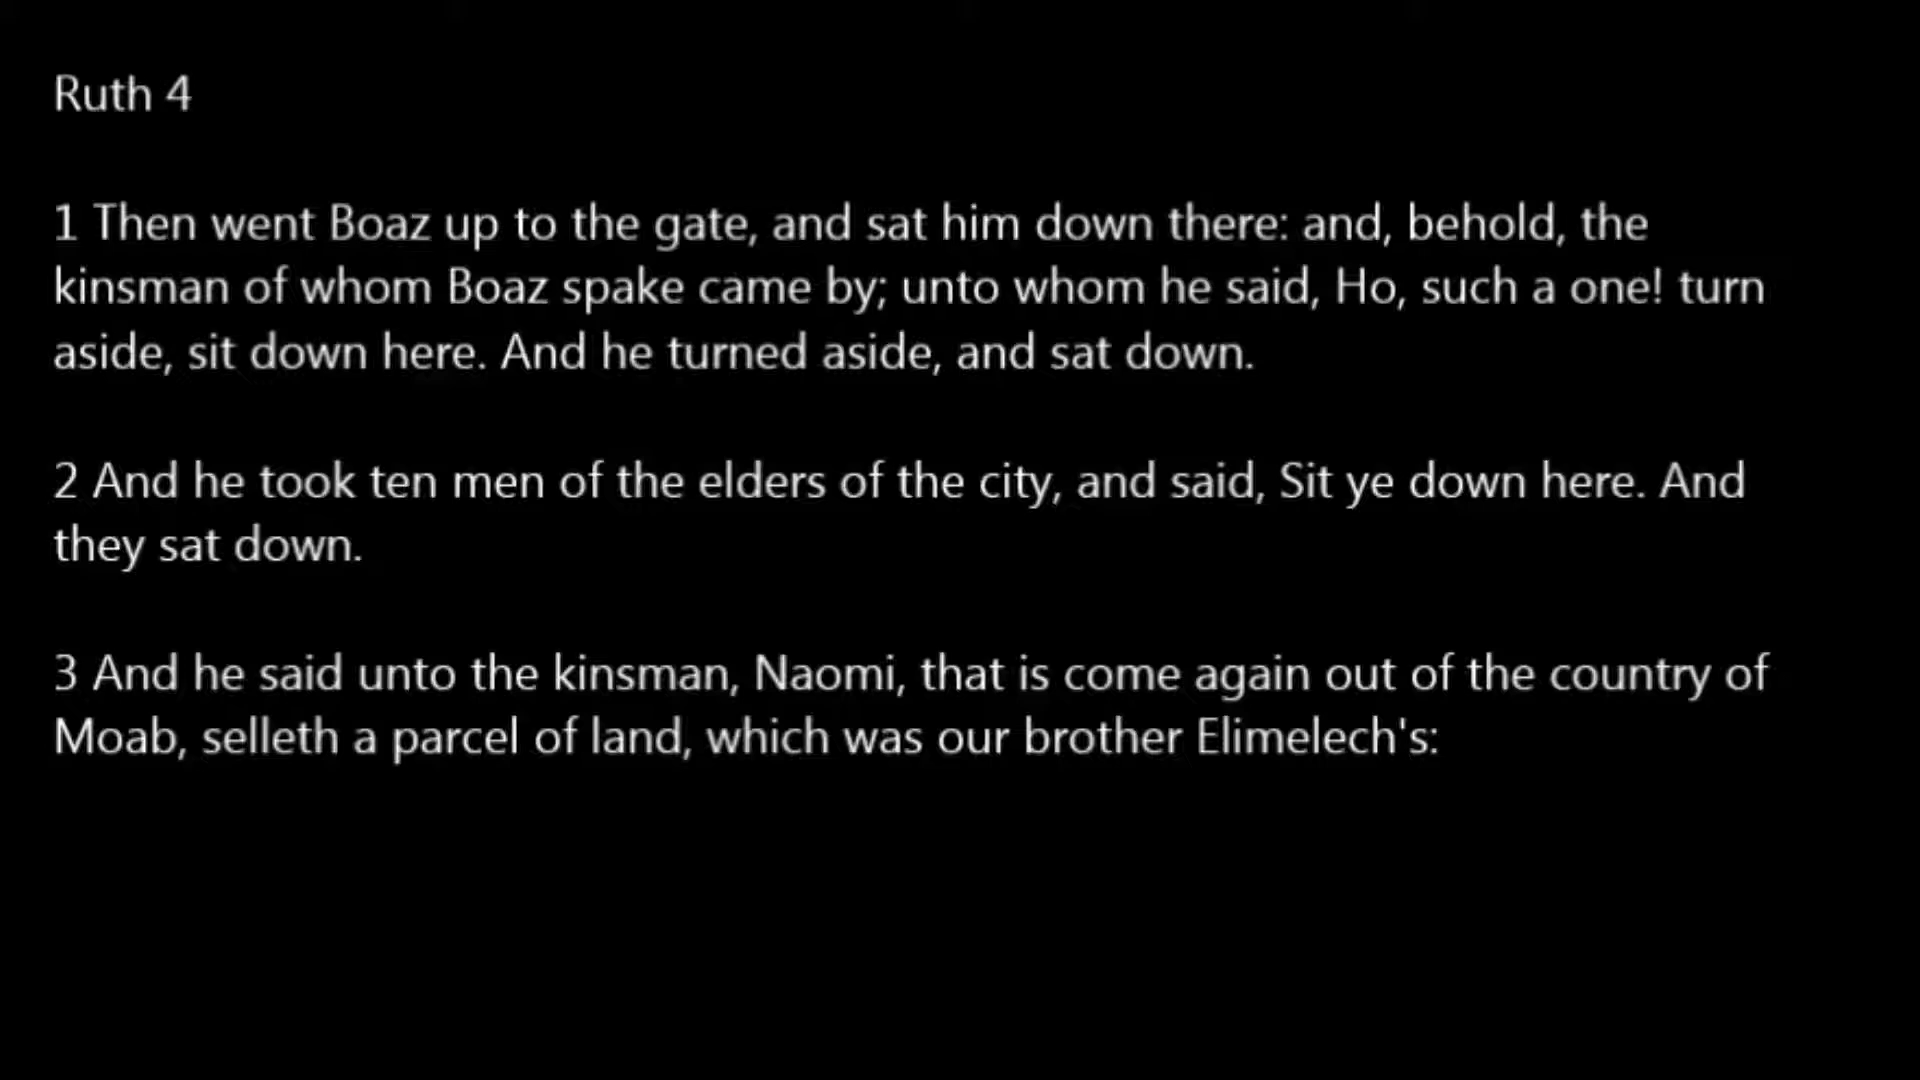 Ruth 4
1 Then went Boaz up to the gate, and sat him down there: and, behold, the
kinsman of whom Boaz spake came by; unto whom he said, Ho, such a one! turn
aside, sit down here. And he turned aside, and sat down.
2 And he took ten men of the elders of the city, and said, Sit ye down here. And
they sat down.
3 And he said unto the kinsman, Naomi, that is come again out of the country of
Moab, selleth a parcel of land, which was our brother Elimelech's: